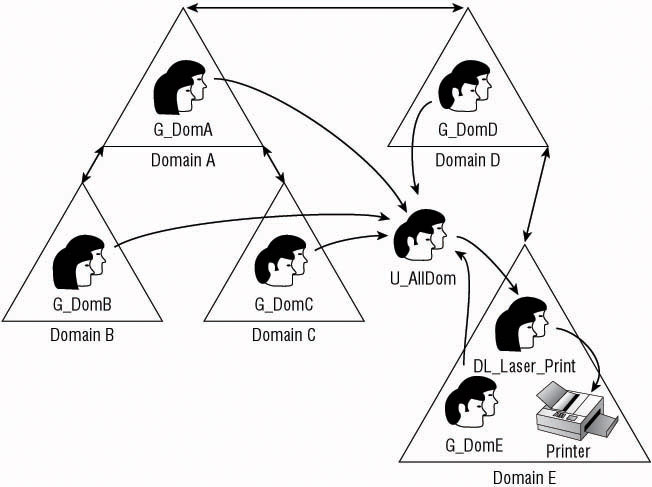 G_DomA
Domain A
G_DomD
Domain D
G_DomB
Domain B
G_DomC
Domain C
U_AllDom
DL_Laser_Print
G_DomE
Printer
Domain E